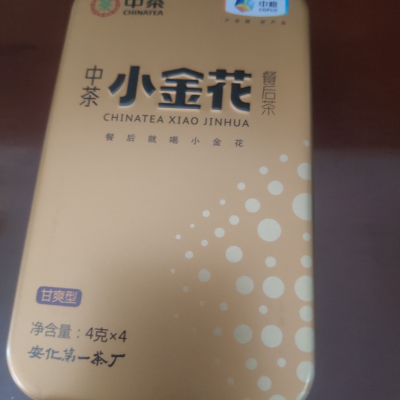 中茶
CHINATEA
中粮
COFCO
中茶
小金花
餐后茶
CHINATEA XIAO JINHUA
餐后就喝小金花
甘爽型
净含量：4克×4
安化第一茶厂